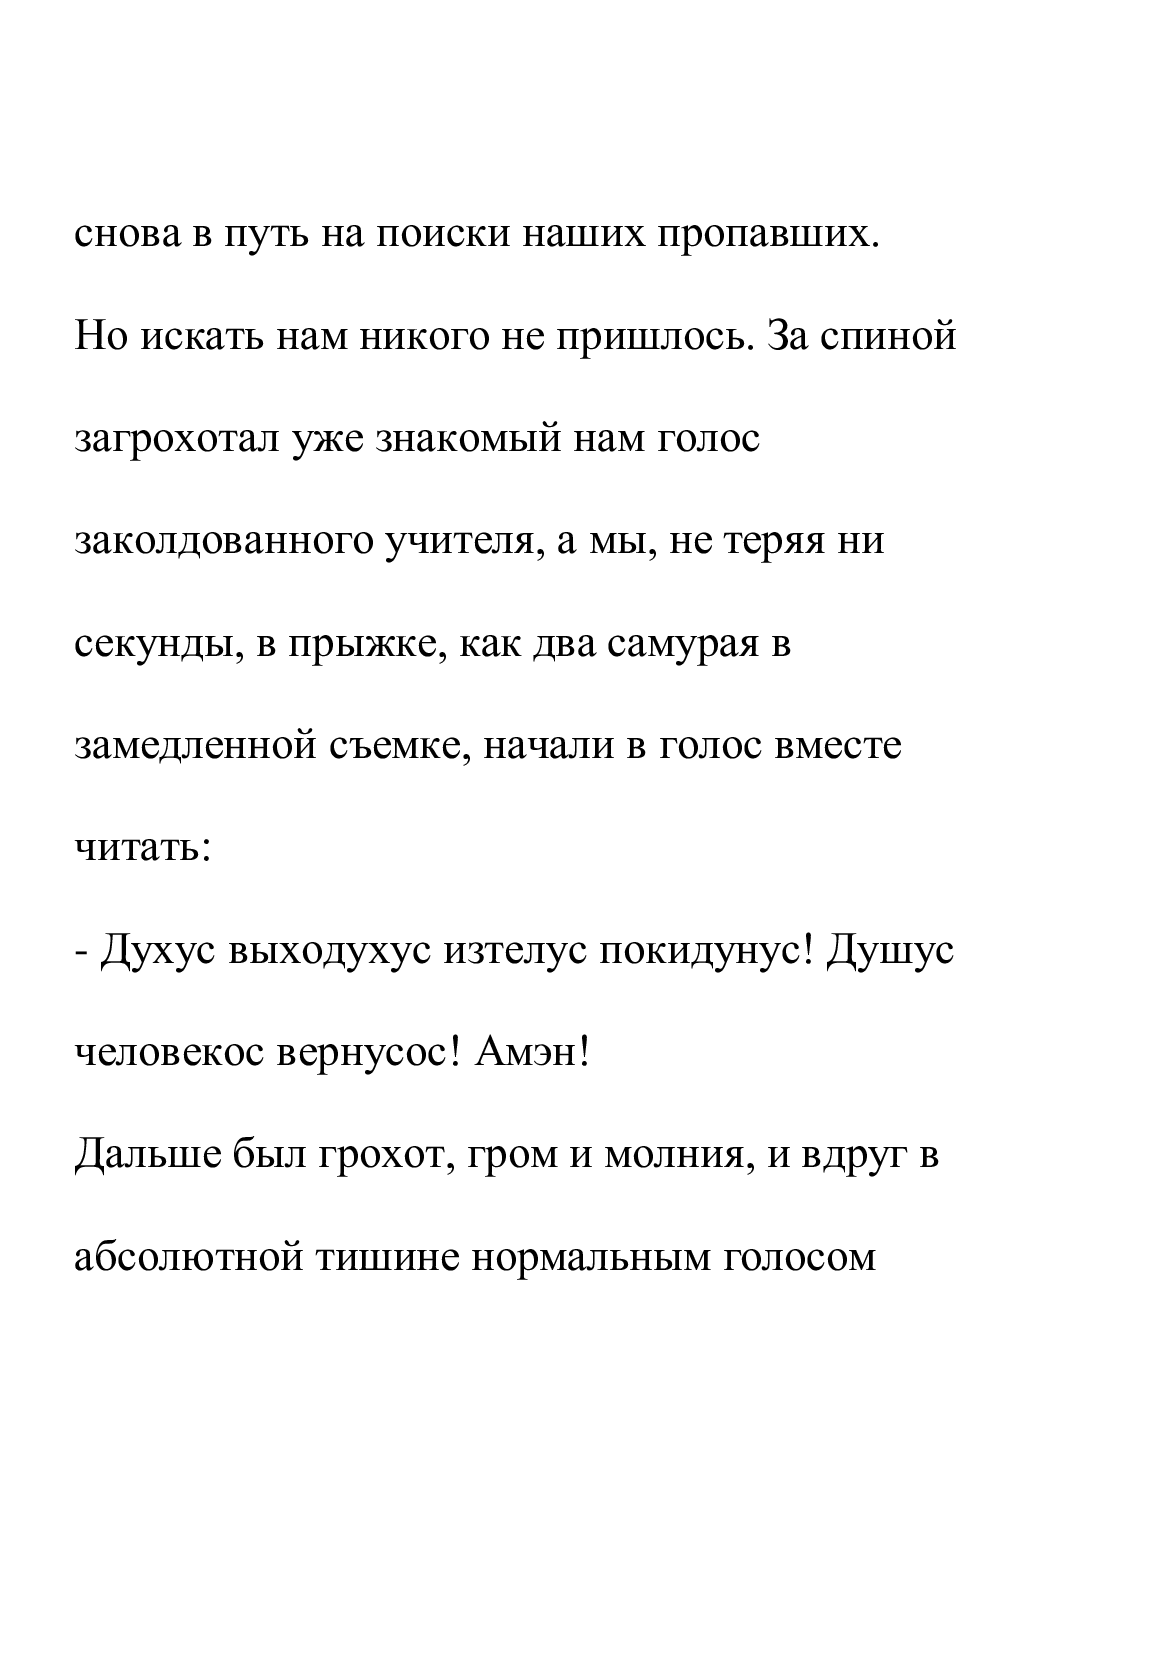 снова в путь на поиски наших пропавших.
Но искать нам никого не пришлось. За спиной
загрохотал уже знакомый нам голос
заколдованного учителя, а мы, не теряя ни
секунды, в прыжке, как два самурая в
замедленной съемке, начали в голос вместе
читать:
- Духус выходухус изтелус покидунус! Душус
человекос вернусос! Амэн!
Дальше был грохот, гром и молния, и вдруг в
абсолютной тишине нормальным голосом